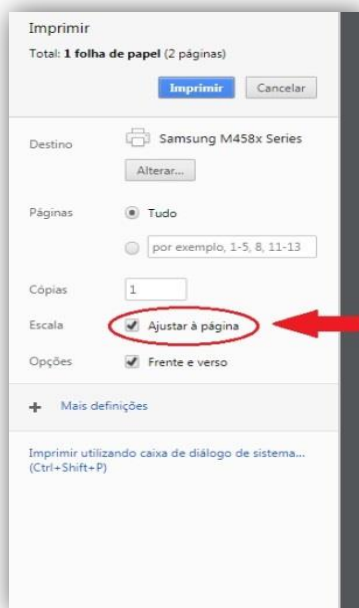 Imprimir
Total: 1 folha de papel (2 páginas)
Imprimir Cancelar
Destino Samsung M458x Series
Alterar...
Páginas Tudo
por exemplo, 1-5, 8, 11-13
Cópias 1
Escala Ajustar à página
Opções Frente e verso
+ Mais definições
Imprimir utilizando caixa de diálogo de sistema...
(Ctrl+Shift+P)